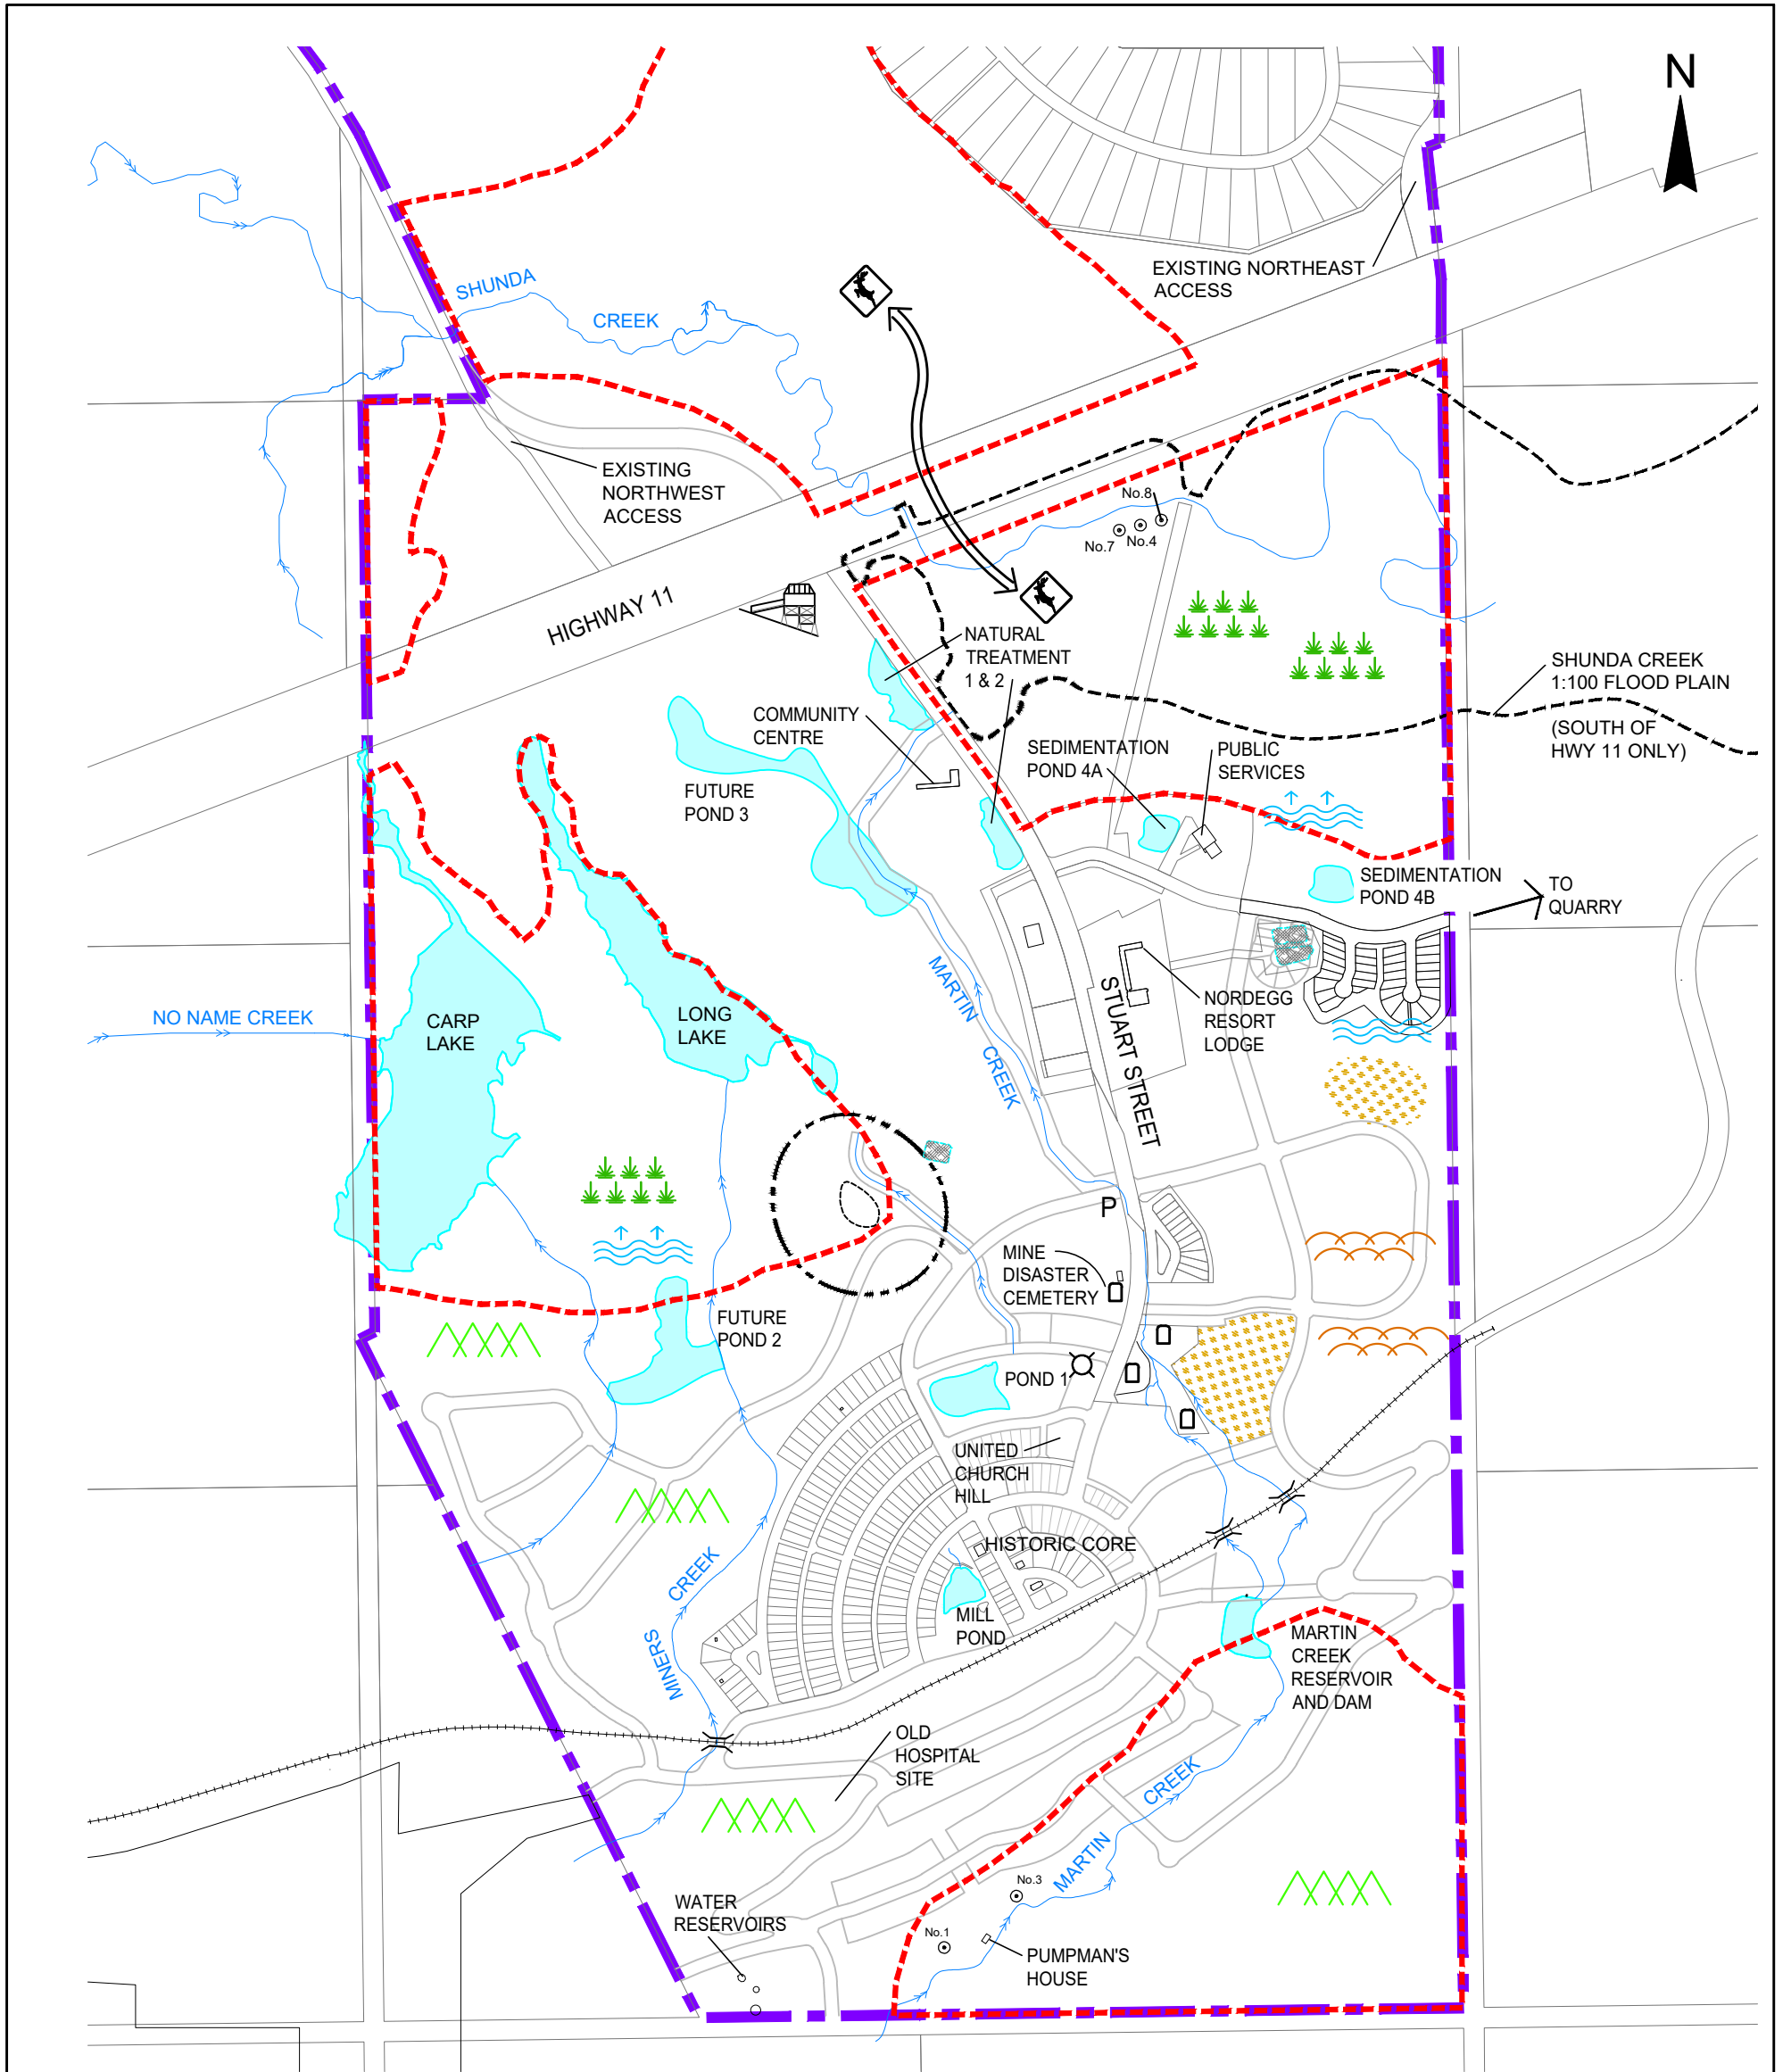 N
SHUNDA
CREEK
EXISTING NORTHEAST
ACCESS
EXISTING
NORTHWEST
ACCESS
No.8
No.7
No.4
HIGHWAY 11
NATURAL
TREATMENT
1 & 2
SHUNDA CREEK
1:100 FLOOD PLAIN
(SOUTH OF
HWY 11 ONLY)
COMMUNITY
CENTRE
SEDIMENTATION
POND 4A
PUBLIC
SERVICES
FUTURE
POND 3
SEDIMENTATION
POND 4B
TO
QUARRY
MARTIN
CREEK
STUART STREET
NORDEGG
RESORT
LODGE
NO NAME CREEK
CARP
LAKE
LONG
LAKE
P
MINE
DISASTER
CEMETERY
FUTURE
POND 2
POND 1
UNITED
CHURCH
HILL
HISTORIC CORE
MINERS
CREEK
MILL
POND
MARTIN
CREEK
RESERVOIR
AND DAM
OLD
HOSPITAL
SITE
MARTIN
CREEK
No.3
WATER
RESERVOIRS
No.1
PUMPMAN'S
HOUSE